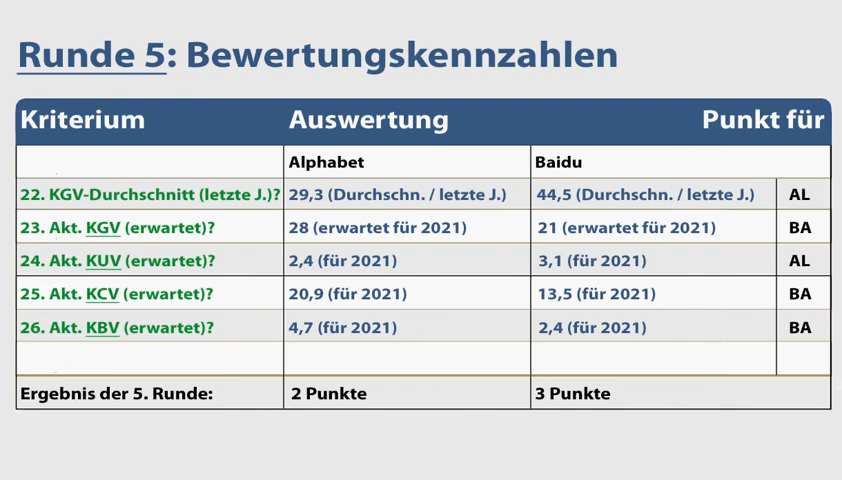 Runde 5: Bewertungskennzahlen
Kriterium Auswertung Punkt für
Alphabet Baidu
22. KGV-Durchschnitt (letzte J.)? 29,3 (Durchschn. / letzte J.) 44,5 (Durchschn. / letzte J.) AL
23. Akt. KGV (erwartet)? 28 (erwartet für 2021) 21 (erwartet für 2021) BA
24. Akt. KUV (erwartet)? 2,4 (für 2021) 3,1 (für 2021) AL
25. Akt. KCV (erwartet)? 20,9 (für 2021) 13,5 (für 2021) BA
26. Akt. KBV (erwartet)? 4,7 (für 2021) 2,4 (für 2021) BA
Ergebnis der 5. Runde: 2 Punkte 3 Punkte